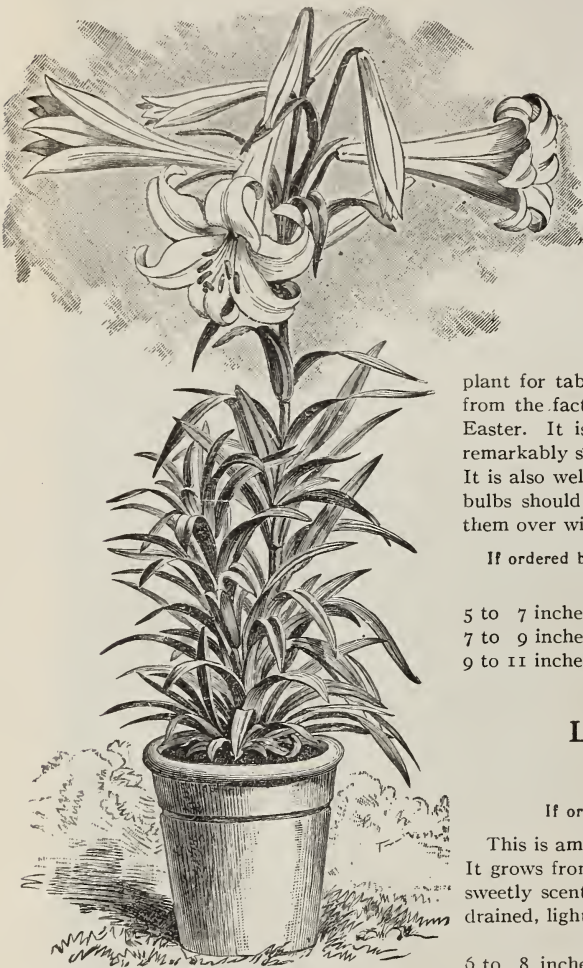 plant for tab
from the fact
Easter. It is
remarkably s
It is also wel
bulbs should
them over wi
If ordered b
5 to 7 inche
7 to 9 inche
9 to 11 inche
L
If or
This is am
It grows from
sweetly scent
drained, light
6 to 8 inche